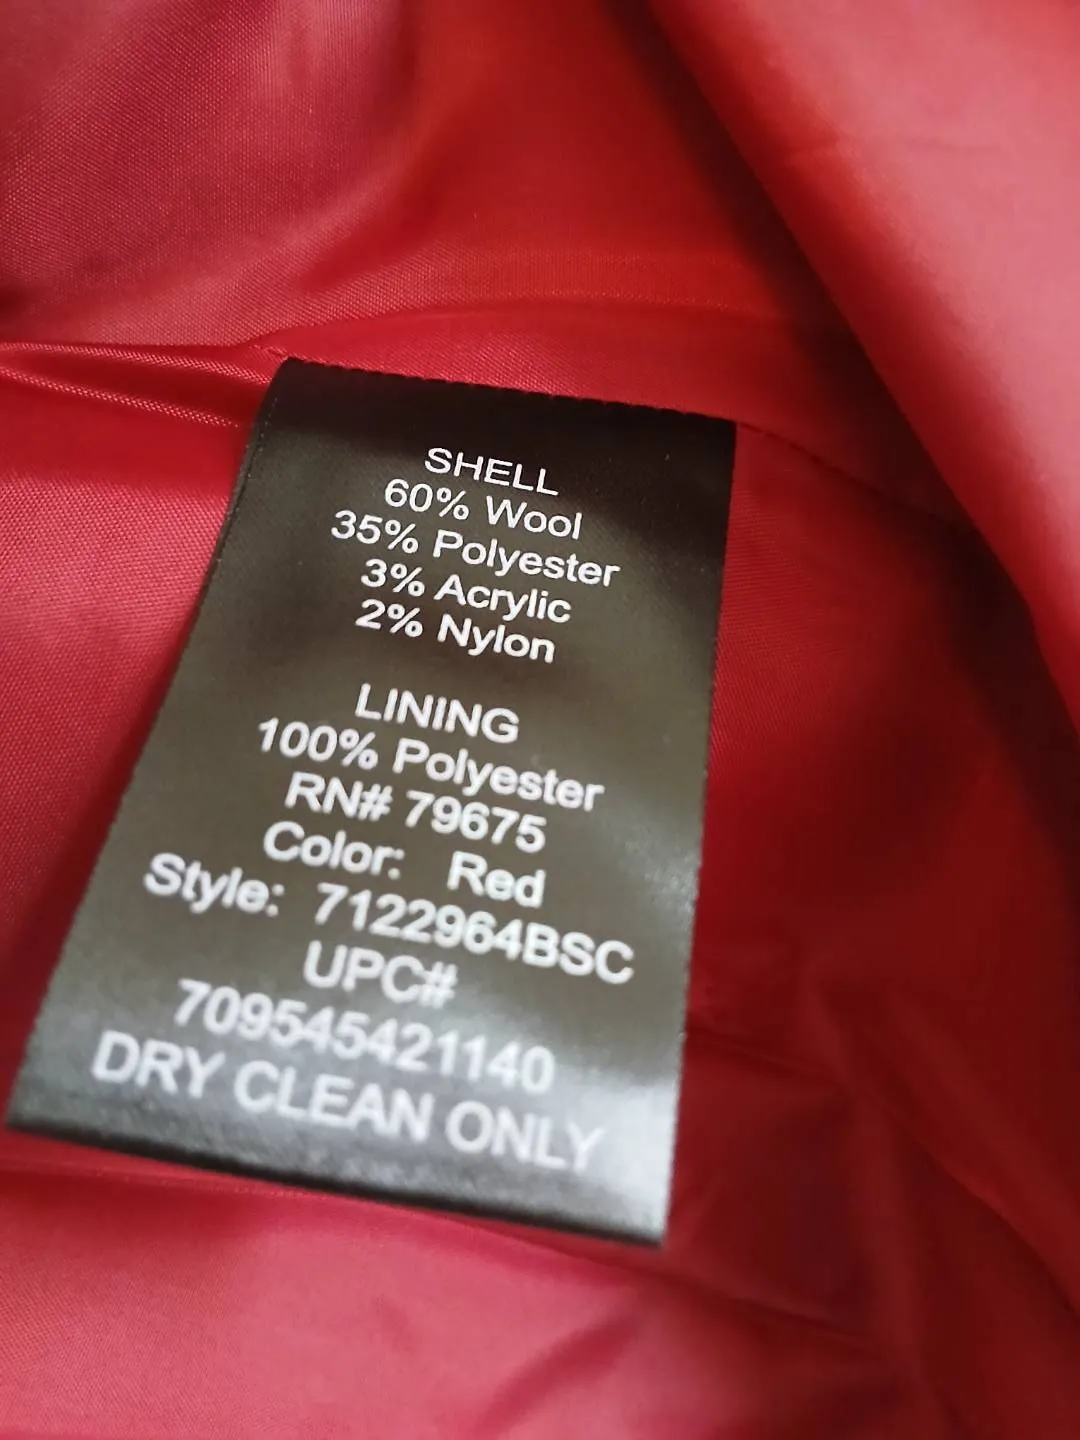 SHELL
60% Wool
35% Polyester
3% Acrylic
2% Nylon
LINING
100% Polyester
RN# 79675
Color: Red
Style: 7122964BSC
UPC#
709545421140
DRY CLEAN ONLY